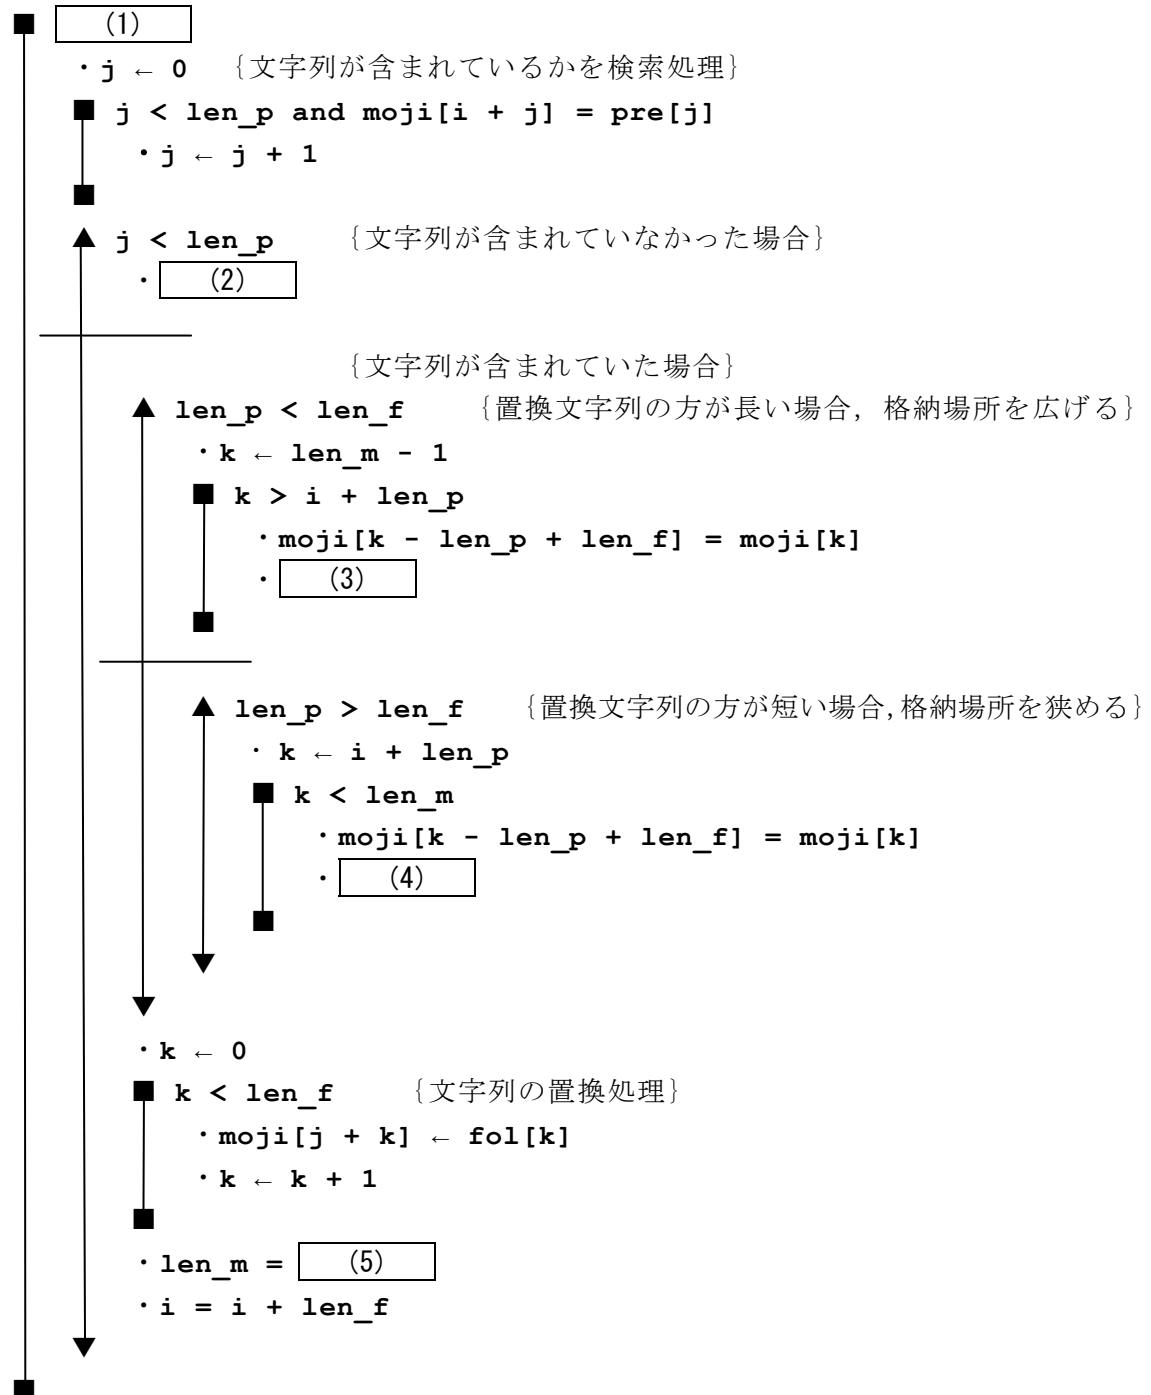 (1)
・j ← 0 {文字列が含まれているかを検索処理}
j < len_p and moji[i + j] = pre[j]
・j ← j + 1
j < len_p {文字列が含まれていなかった場合}
・ (2)
{文字列が含まれていた場合}
len_p < len_f {置換文字列の方が長い場合, 格納場所を広げる}
・k ← len_m - 1
k > i + len_p
・moji[k - len_p + len_f] = moji[k]
・ (3)
len_p > len_f {置換文字列の方が短い場合,格納場所を狭める}
・ k ← i + len_p
k < len_m
・moji[k - len_p + len_f] = moji[k]
・ (4)
・k ← 0
k < len_f {文字列の置換処理}
・moji[j + k] ← fol[k]
・k ← k + 1
・len_m = (5)
・i = i + len_f